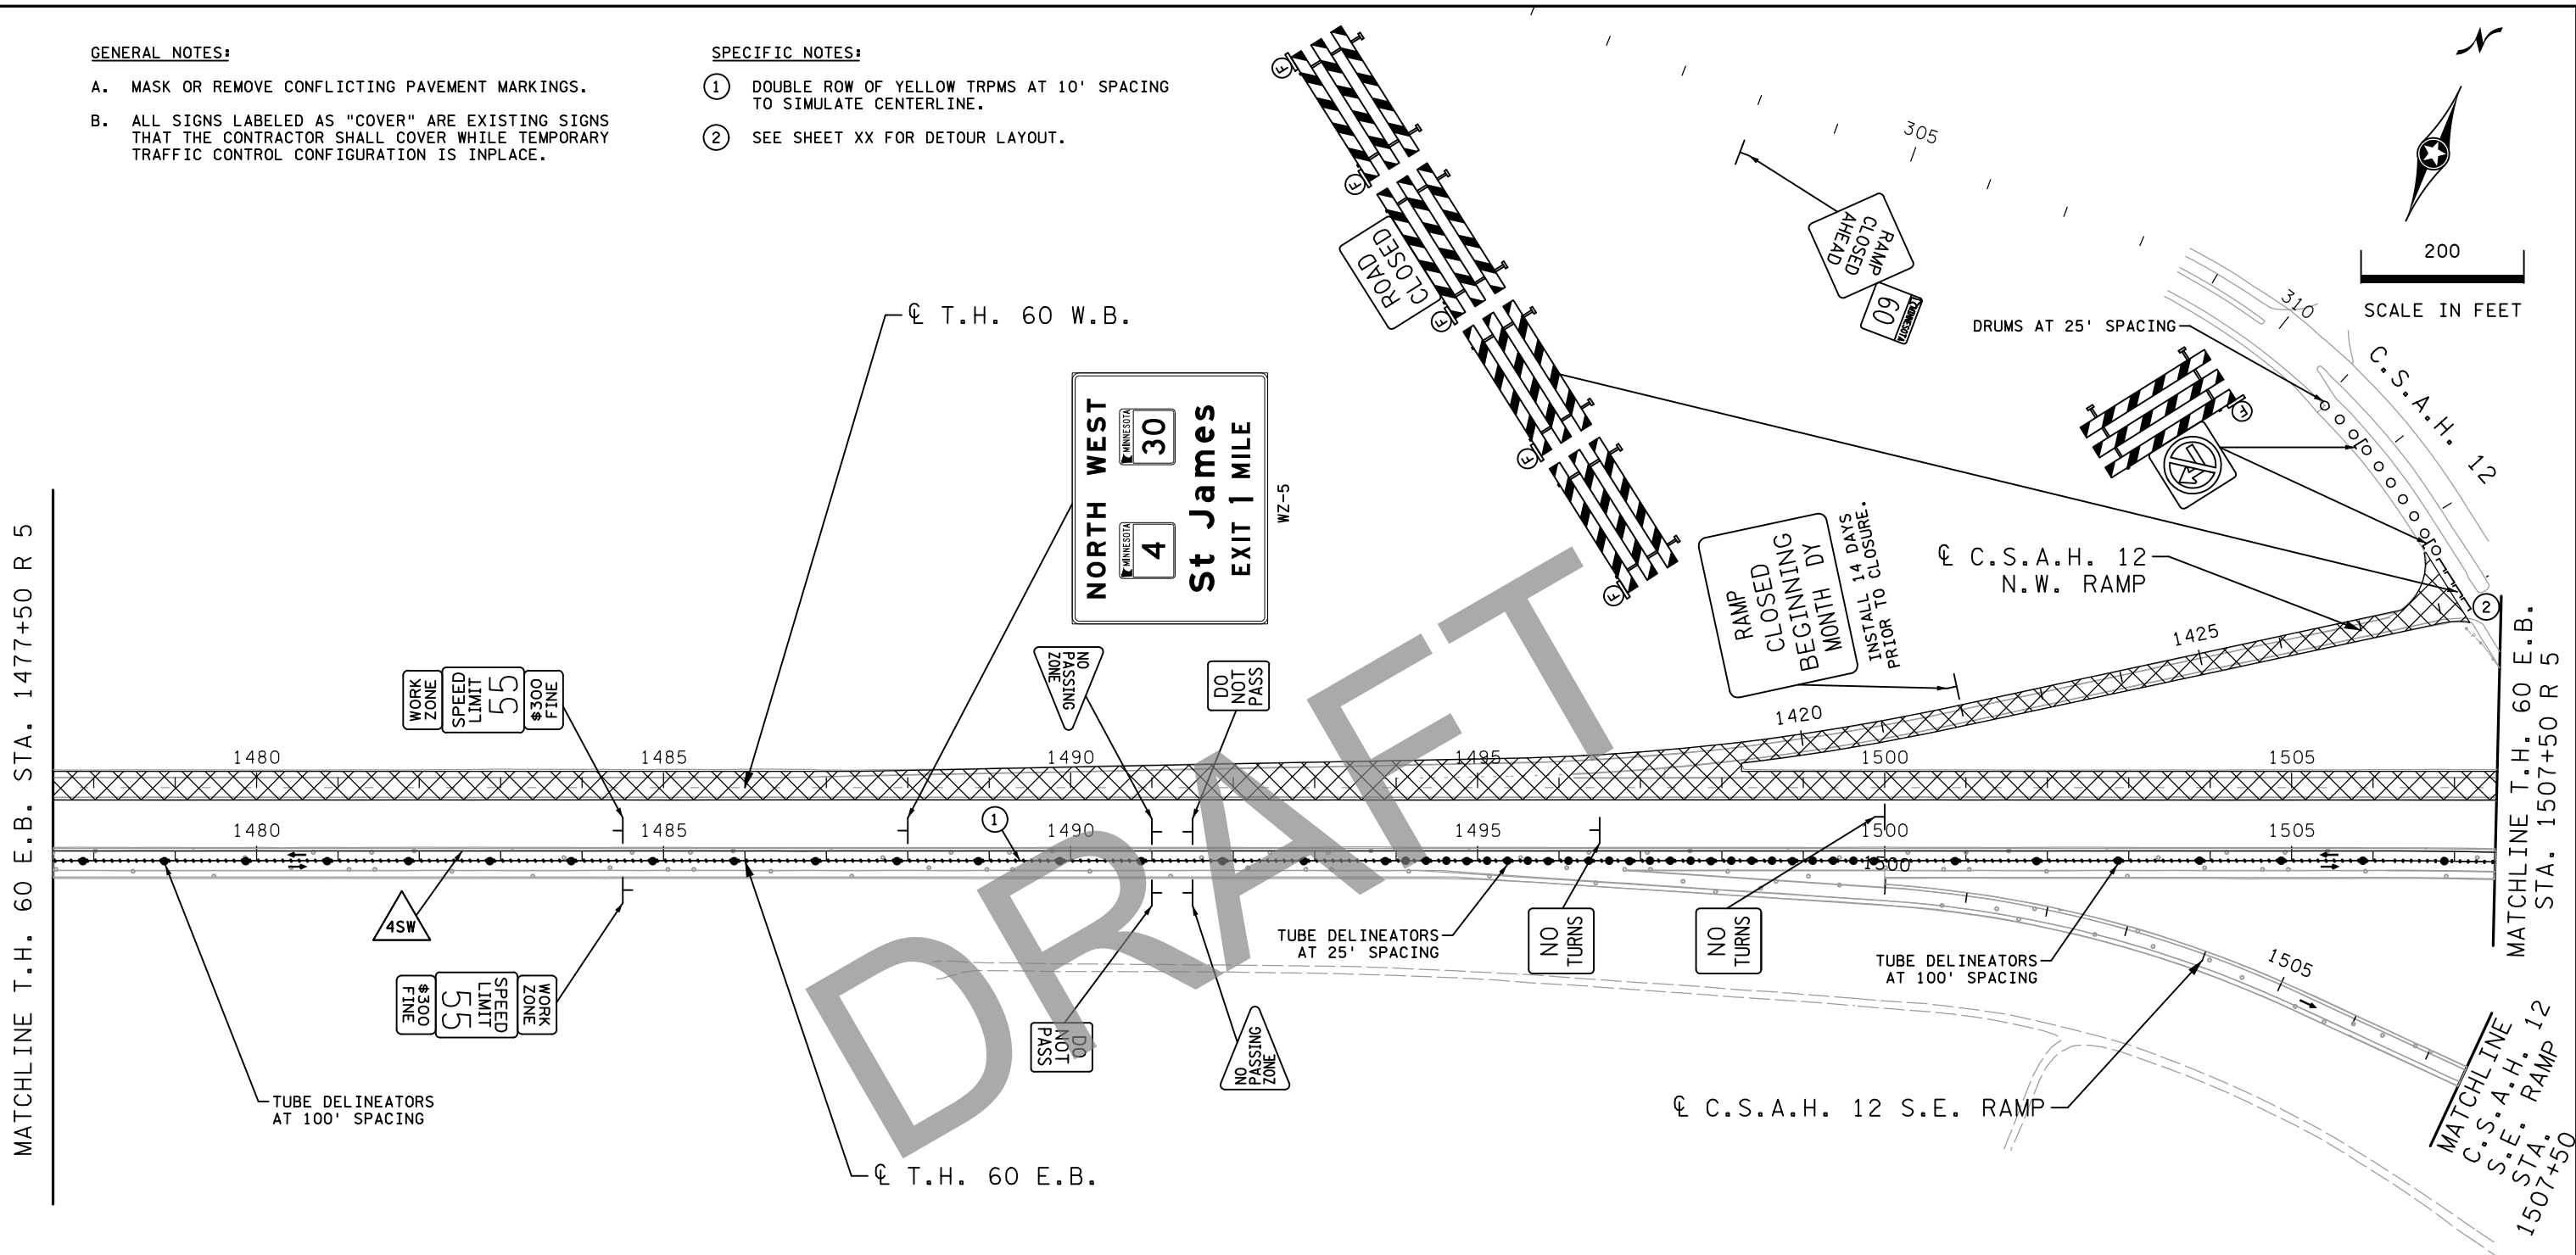 GENERAL NOTES:
A. MASK OR REMOVE CONFLICTING PAVEMENT MARKINGS.
B. ALL SIGNS LABELED AS "COVER" ARE EXISTING SIGNS
THAT THE CONTRACTOR SHALL COVER WHILE TEMPORARY
TRAFFIC CONTROL CONFIGURATION IS INPLACE.
SPECIFIC NOTES:
1 DOUBLE ROW OF YELLOW TRPMS AT 10' SPACING
TO SIMULATE CENTERLINE.
2 SEE SHEET XX FOR DETOUR LAYOUT.
N
200
SCALE IN FEET
305
310
F
F
F
F
F
ROAD
CLOSED
RAMP
CLOSED
AHEAD
MINNESOTA
60
DRUMS AT 25' SPACING
F
C.S.A.H. 12
℄ T.H. 60 W.B.
NORTH WEST
MINNESOTA
4
MINNESOTA
30
St James
EXIT 1 MILE
WZ-5
RAMP
CLOSED
BEGINNING
MONTH DY
INSTALL 14 DAYS
PRIOR TO CLOSURE.
℄ C.S.A.H. 12
N.W. RAMP
2
1425
1420
WORK
ZONE
SPEED
LIMIT
55
$300
FINE
NO
PASSING
ZONE
DO
NOT
PASS
1480
1485
1490
1495
1500
1505
1480
1485
1
1490
1495
1500
1505
1500
1500
4SW
$300
FINE
SPEED
LIMIT
55
WORK
ZONE
DO
NOT
PASS
NO
PASSING
ZONE
TUBE DELINEATORS
AT 25' SPACING
NO
TURNS
NO
TURNS
TUBE DELINEATORS
AT 100' SPACING
1505
TUBE DELINEATORS
AT 100' SPACING
℄ T.H. 60 E.B.
℄ C.S.A.H. 12 S.E. RAMP
MATCHLINE T.H. 60 E.B. STA. 1477+50 R 5
MATCHLINE T.H. 60 E.B.
STA. 1507+50 R 5
MATCHLINE
C.S.A.H. 12
S.E. RAMP
STA.
1507+50
DRAFT